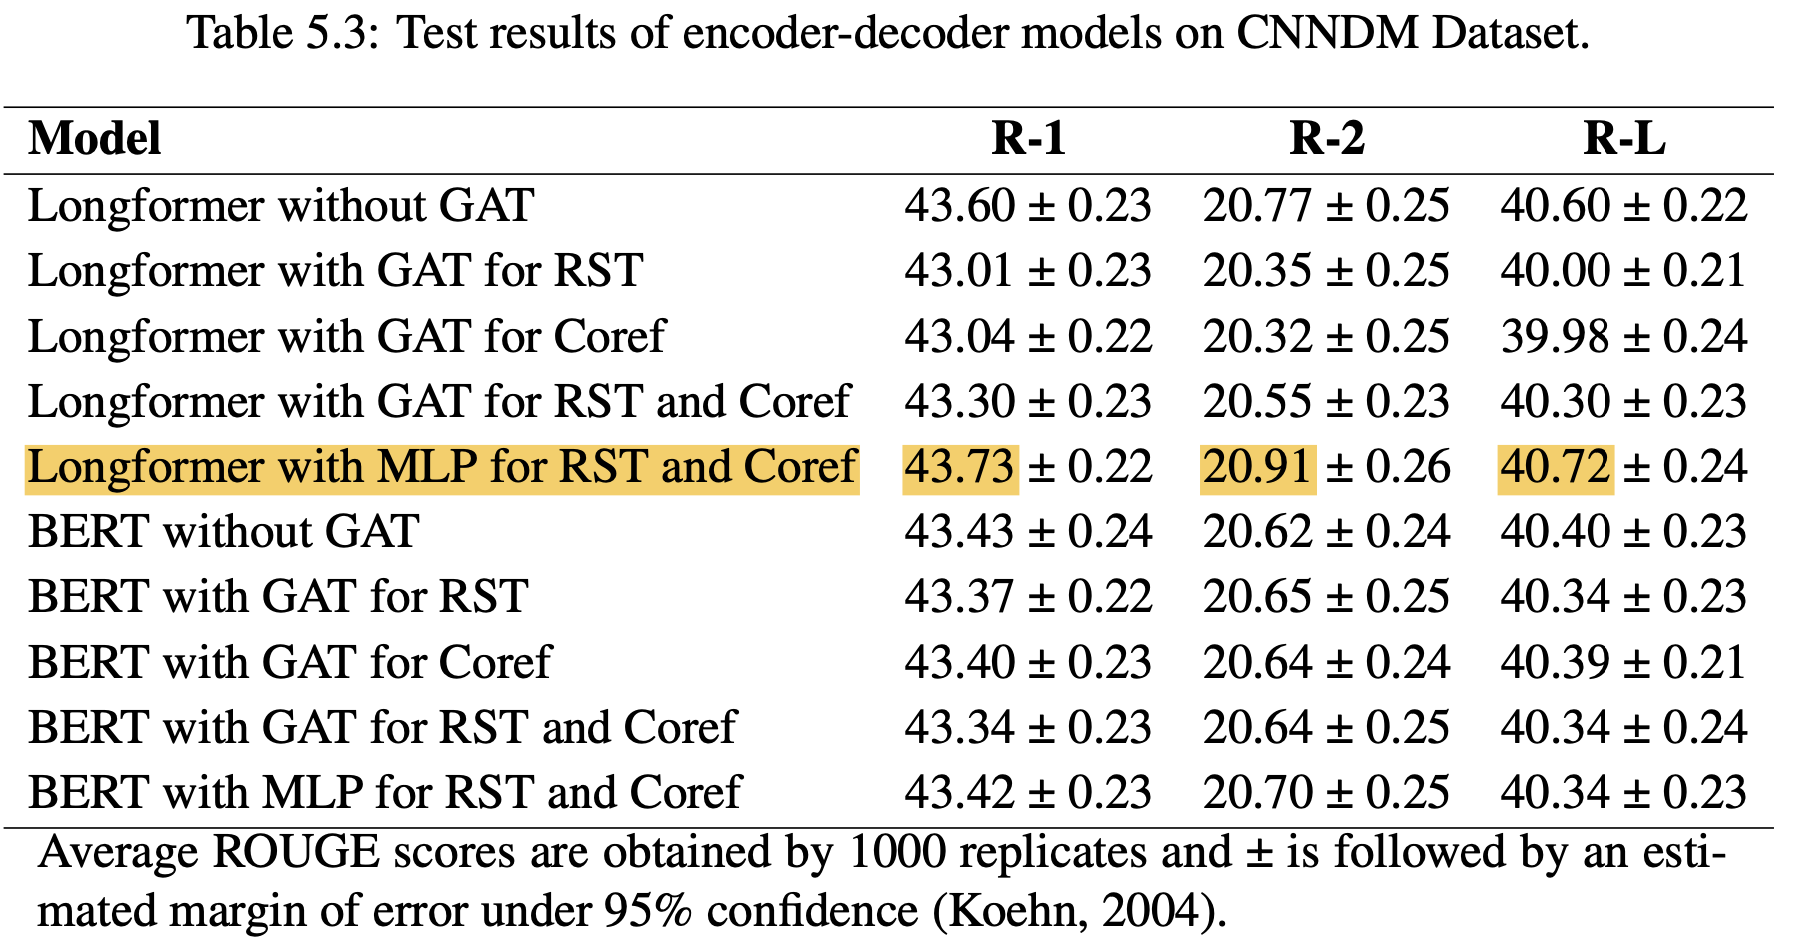 Table 5.3: Test results of encoder-decoder models on CNNDM Dataset.
Model R-1 R-2 R-L
Longformer without GAT 43.60 ± 0.23 20.77 ± 0.25 40.60 ± 0.22
Longformer with GAT for RST 43.01 ± 0.23 20.35 ± 0.25 40.00 ± 0.21
Longformer with GAT for Coref 43.04 ± 0.22 20.32 ± 0.25 39.98 ± 0.24
Longformer with GAT for RST and Coref 43.30 ± 0.23 20.55 ± 0.23 40.30 ± 0.23
Longformer with MLP for RST and Coref 43.73 ± 0.22 20.91 ± 0.26 40.72 ± 0.24
BERT without GAT 43.43 ± 0.24 20.62 ± 0.24 40.40 ± 0.23
BERT with GAT for RST 43.37 ± 0.22 20.65 ± 0.25 40.34 ± 0.23
BERT with GAT for Coref 43.40 ± 0.23 20.64 ± 0.24 40.39 ± 0.21
BERT with GAT for RST and Coref 43.34 ± 0.23 20.64 ± 0.25 40.34 ± 0.24
BERT with MLP for RST and Coref 43.42 ± 0.23 20.70 ± 0.25 40.34 ± 0.23
Average ROUGE scores are obtained by 1000 replicates and ± is followed by an esti-
mated margin of error under 95% confidence (Koehn, 2004).